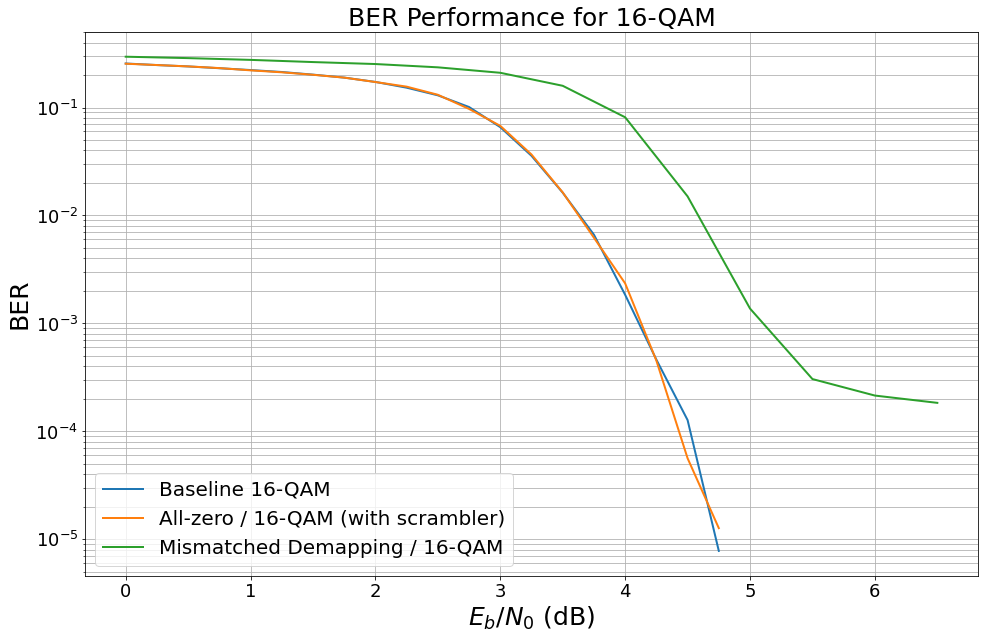 BER Performance for 16-QAM
BER
10⁻¹
10⁻²
10⁻³
10⁻⁴
10⁻⁵
Baseline 16-QAM
All-zero / 16-QAM (with scrambler)
Mismatched Demapping / 16-QAM
0 1 2 3 4 5 6
E_b/N_0 (dB)